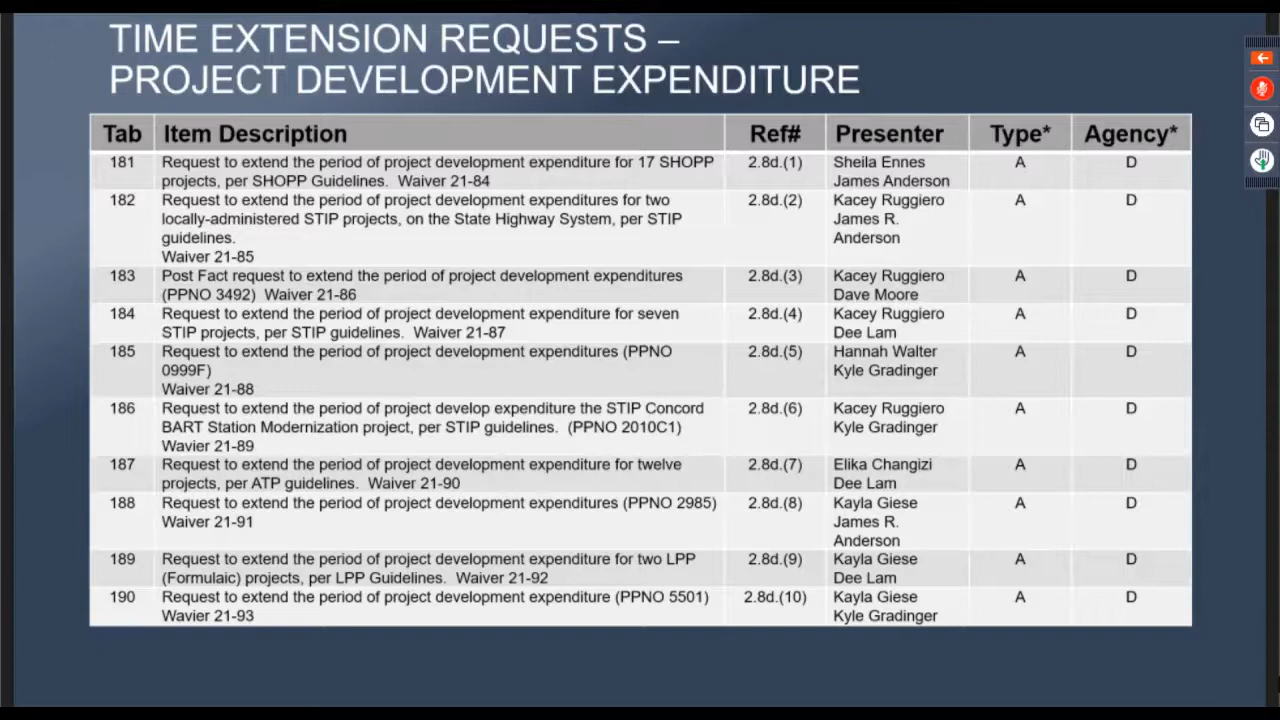 TIME EXTENSION REQUESTS –
PROJECT DEVELOPMENT EXPENDITURE
Tab Item Description Ref# Presenter Type* Agency*
181 Request to extend the period of project development expenditure for 17 SHOPP 2.8d.(1) Sheila Ennes A D
projects, per SHOPP Guidelines. Waiver 21-84 James Anderson
182 Request to extend the period of project development expenditures for two 2.8d.(2) Kacey Ruggiero A D
locally-administered STIP projects, on the State Highway System, per STIP James R.
guidelines. Anderson
Waiver 21-85
183 Post Fact request to extend the period of project development expenditures 2.8d.(3) Kacey Ruggiero A D
(PPNO 3492) Waiver 21-86 Dave Moore
184 Request to extend the period of project development expenditure for seven 2.8d.(4) Kacey Ruggiero A D
STIP projects, per STIP guidelines. Waiver 21-87 Dee Lam
185 Request to extend the period of project development expenditures (PPNO 2.8d.(5) Hannah Walter A D
0999F) Kyle Gradinger
Waiver 21-88
186 Request to extend the period of project develop expenditure the STIP Concord 2.8d.(6) Kacey Ruggiero A D
BART Station Modernization project, per STIP guidelines. (PPNO 2010C1) Kyle Gradinger
Wavier 21-89
187 Request to extend the period of project development expenditure for twelve 2.8d.(7) Elika Changizi A D
projects, per ATP guidelines. Waiver 21-90 Dee Lam
188 Request to extend the period of project development expenditures (PPNO 2985) 2.8d.(8) Kayla Giese A D
Waiver 21-91 James R.
Anderson
189 Request to extend the period of project development expenditure for two LPP 2.8d.(9) Kayla Giese A D
(Formulaic) projects, per LPP Guidelines. Waiver 21-92 Dee Lam
190 Request to extend the period of project development expenditure (PPNO 5501) 2.8d.(10) Kayla Giese A D
Wavier 21-93 Kyle Gradinger